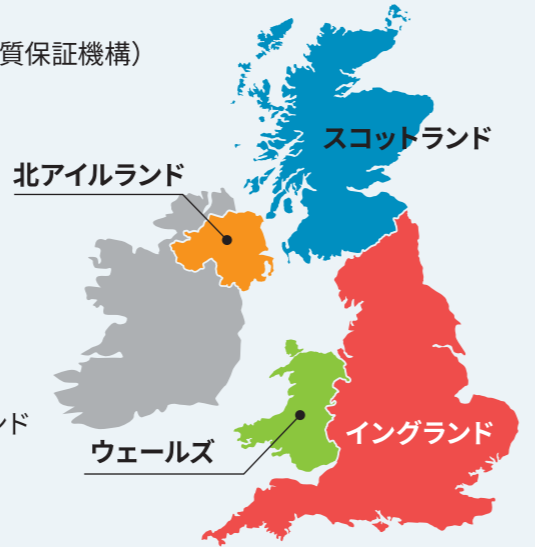 質保証機構）
スコットランド
北アイルランド
ンド
ウェールズ
イングランド